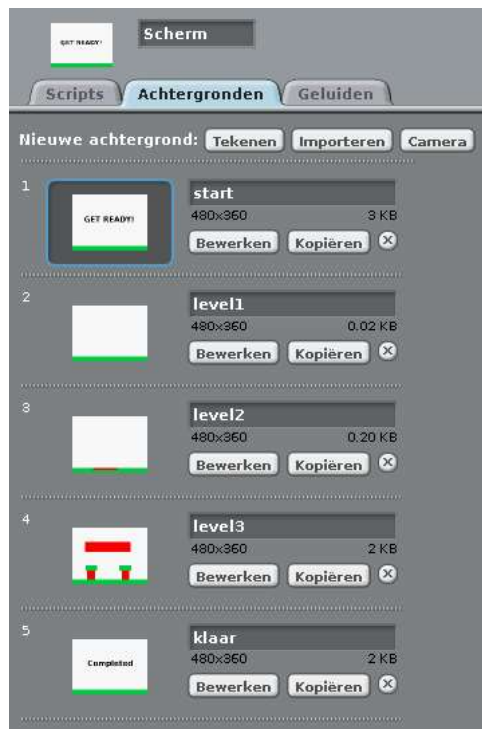 GET READY!
Scherm
Scripts Achtergronden Geluiden
Nieuwe achtergrond: Tekenen Importeren Camera
1
start
GET READY!
480x360 3 KB
Bewerken Kopiëren
2
level1
480x360 0.02 KB
Bewerken Kopiëren
3
level2
480x360 0.20 KB
Bewerken Kopiëren
4
level3
480x360 2 KB
Bewerken Kopiëren
5
klaar
Completed
480x360 2 KB
Bewerken Kopiëren